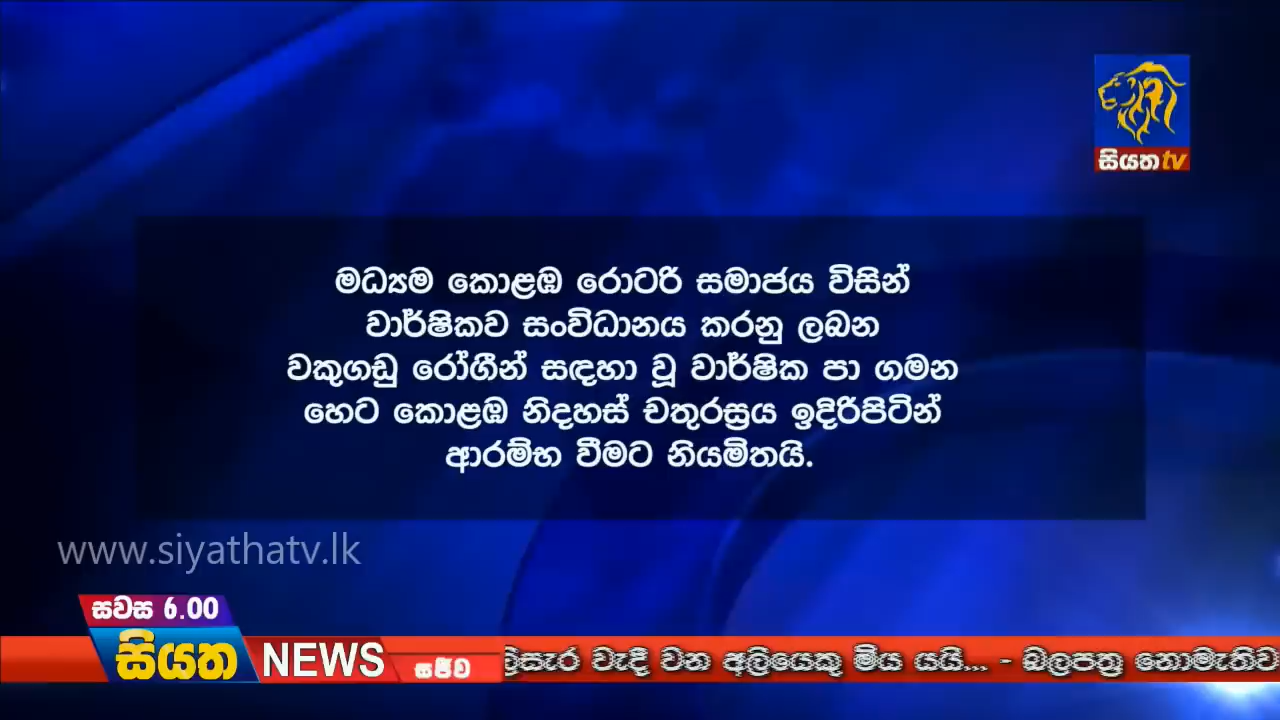 සියත tv
මධ්‍යම කොළඹ රොටරි සමාජය විසින්
වාර්ෂිකව සංවිධානය කරනු ලබන
වකුගඩු රෝගීන් සඳහා වූ වාර්ෂික පා ගමන
හෙට කොළඹ නිදහස් චතුරස්‍රය ඉදිරිපිටින්
ආරම්භ වීමට නියමිතයි.
www.siyathatv.lk
සවස 6.00
සියත NEWS සජීව
වැදී වන අලියෙකු මිය යයි... - බලපත්‍ර නොමැතිව